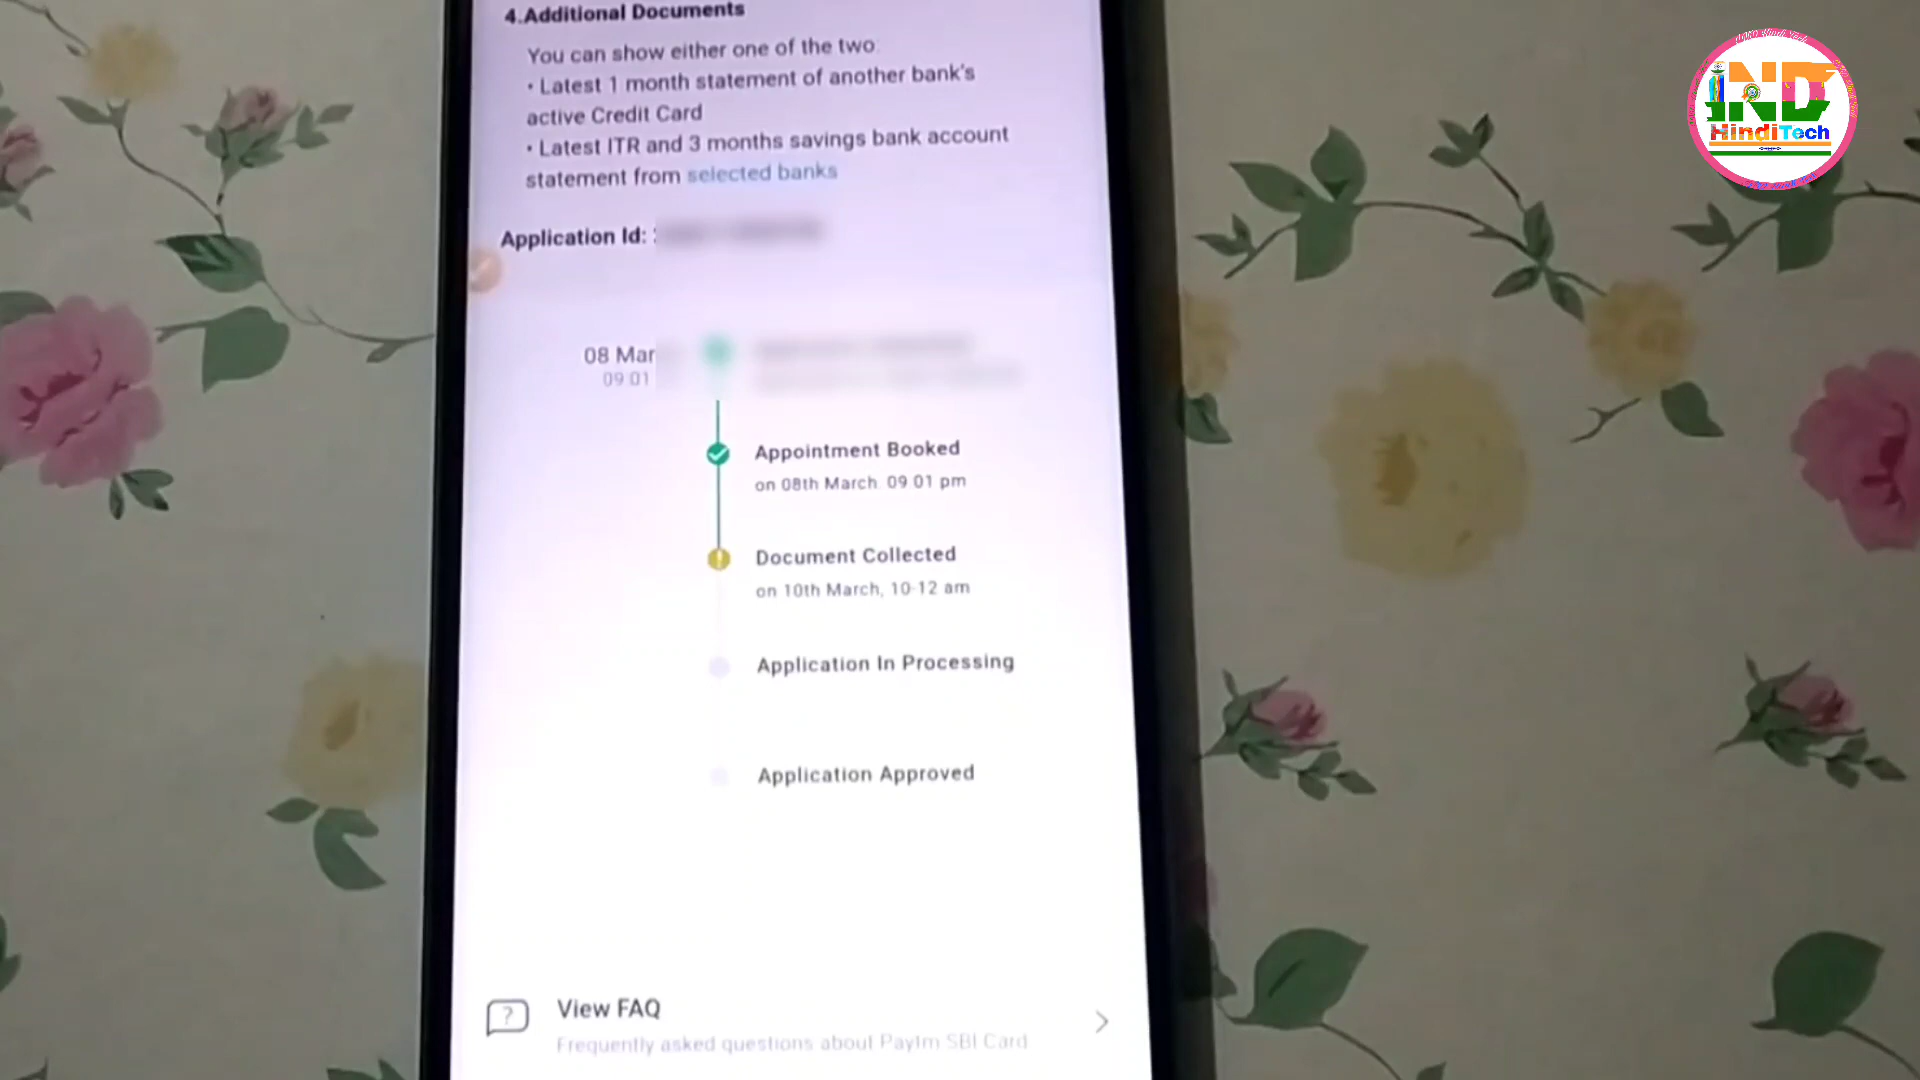 4.Additional Documents
You can show either one of the two:
• Latest 1 month statement of another bank's
active Credit Card
• Latest ITR and 3 months savings bank account
statement from selected banks
Application Id:
08 Mar
09:01
Appointment Booked
on 08th March 09 01 pm
Document Collected
on 10th March, 10-12 am
Application In Processing
Application Approved
View FAQ
Frequently asked questions about Paytm SBI Card
IND
HindiTech